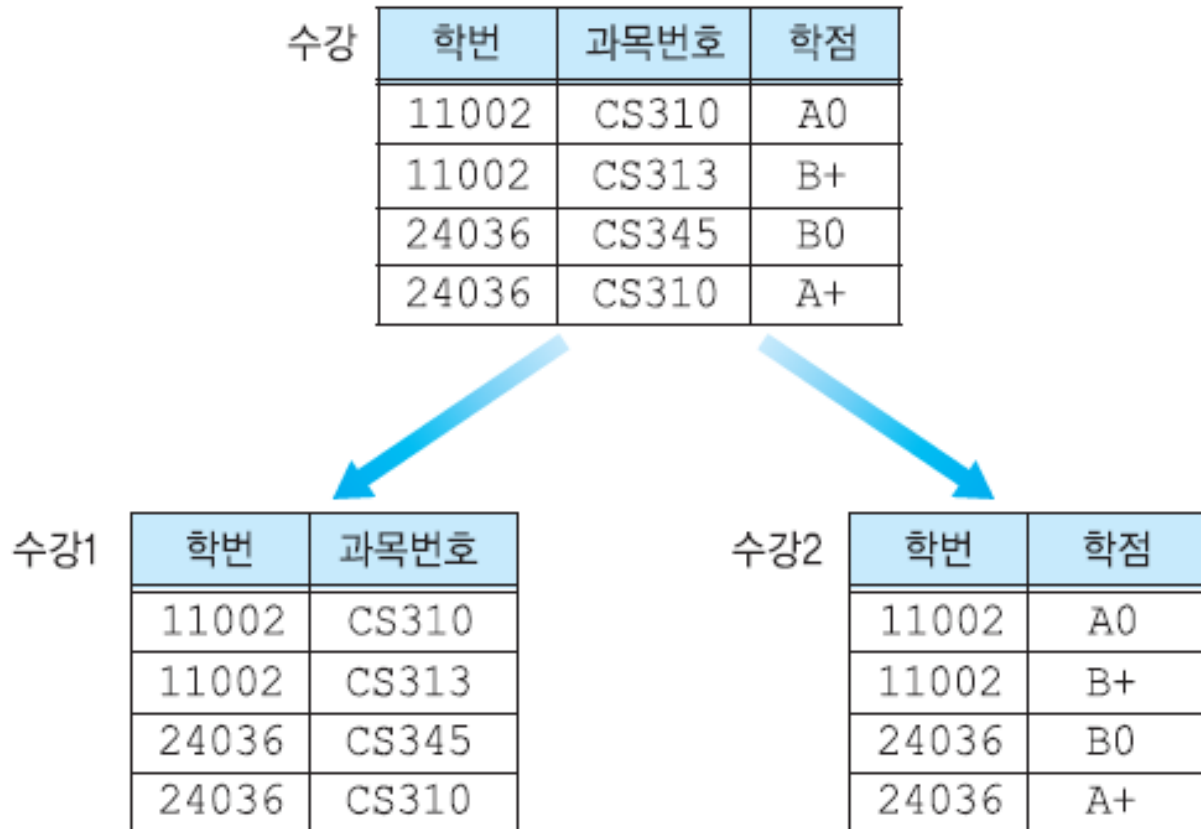 수강 학번 과목번호 학점
11002 CS310 A0
11002 CS313 B+
24036 CS345 B0
24036 CS310 A+
수강1 학번 과목번호
11002 CS310
11002 CS313
24036 CS345
24036 CS310
수강2 학번 학점
11002 A0
11002 B+
24036 B0
24036 A+